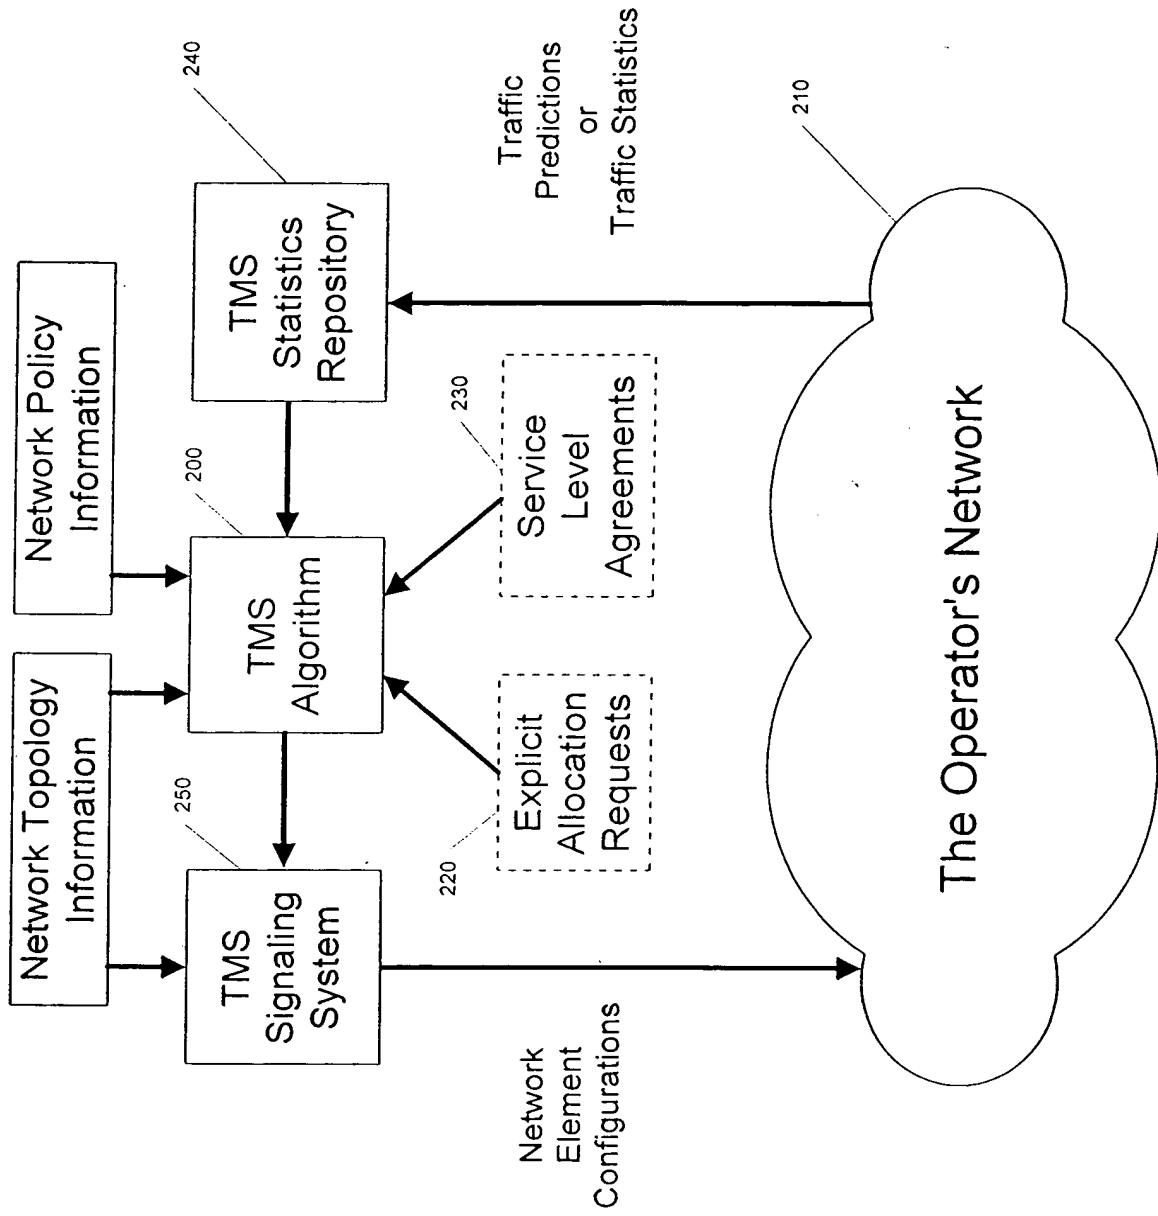 Network Topology
Information
Network Policy
Information
250
200
240
TMS
Signaling
System
TMS
Algorithm
TMS
Statistics
Repository
220
230
Explicit
Allocation
Requests
Service
Level
Agreements
Network
Element
Configurations
Traffic
Predictions
or
Traffic Statistics
210
The Operator's Network